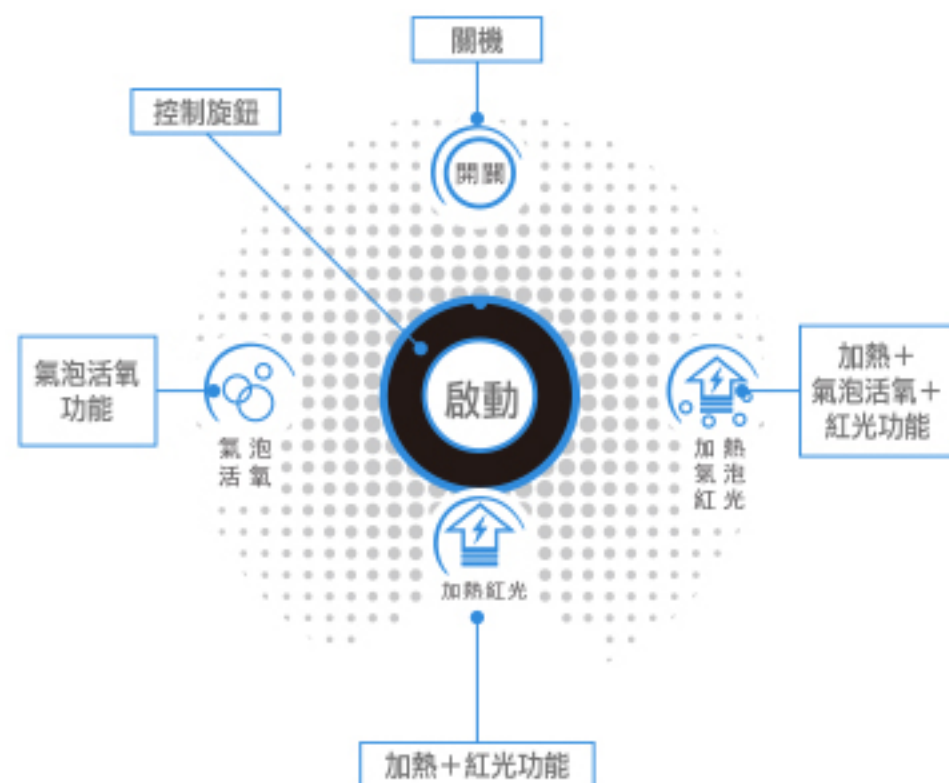 關機
控制旋鈕
開關
氣泡活氧
功能
氣泡
活氧
啟動
加熱
氣泡
紅光
加熱＋
氣泡活氧＋
紅光功能
加熱紅光
加熱＋紅光功能